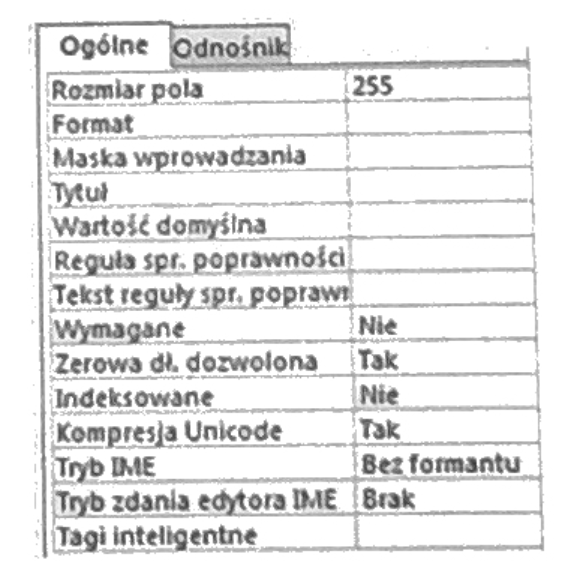 Ogólne Odnośnik
Rozmiar pola 255
Format
Maska wprowadzania
Tytuł
Wartość domyślna
Reguła spr. poprawności
Tekst reguły spr. popraw
Wymagane Nie
Zerowa dł. dozwolona Tak
Indeksowane Nie
Kompresja Unicode Tak
Tryb IME Bez formantu
Tryb zdania edytora IME Brak
Tagi inteligentne